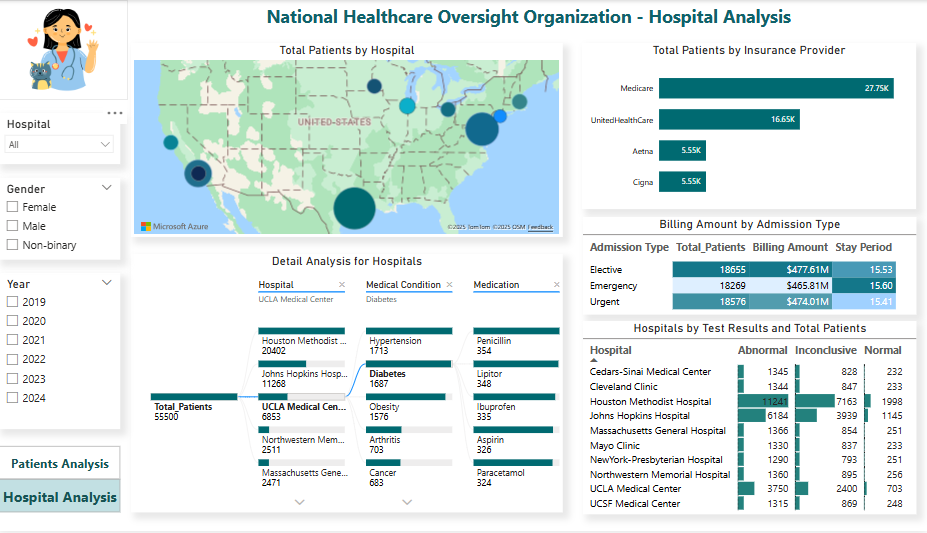 National Healthcare Oversight Organization - Hospital Analysis
Hospital
All
Gender
Female
Male
Non-binary
Year
2019
2020
2021
2022
2023
2024
Patients Analysis
Hospital Analysis
Total Patients by Hospital
UNITED STATES
Microsoft Azure
©2025 TomTom ©2025 OSM Feedback
Detail Analysis for Hospitals
Hospital Medical Condition Medication
UCLA Medical Center Diabetes
Total_Patients
55500
Houston Methodist ...
20402
Johns Hopkins Hosp...
11268
UCLA Medical Cen...
6853
Northwestern Mem...
2511
Massachusetts Gene...
2471
Hypertension
1713
Diabetes
1687
Obesity
1576
Arthritis
703
Cancer
683
Penicillin
354
Lipitor
348
Ibuprofen
335
Aspirin
326
Paracetamol
324
Total Patients by Insurance Provider
Medicare 27.75K
UnitedHealthCare 16.65K
Aetna 5.55K
Cigna 5.55K
Billing Amount by Admission Type
Admission Type Total_Patients Billing Amount Stay Period
Elective 18655 $477.61M 15.53
Emergency 18269 $465.81M 15.60
Urgent 18576 $474.01M 15.41
Hospitals by Test Results and Total Patients
Hospital Abnormal Inconclusive Normal
Cedars-Sinai Medical Center 1345 828 232
Cleveland Clinic 1344 847 233
Houston Methodist Hospital 11241 7163 1998
Johns Hopkins Hospital 6184 3939 1145
Massachusetts General Hospital 1366 854 251
Mayo Clinic 1330 837 233
NewYork-Presbyterian Hospital 1290 793 251
Northwestern Memorial Hospital 1360 895 256
UCLA Medical Center 3750 2400 703
UCSF Medical Center 1315 869 248